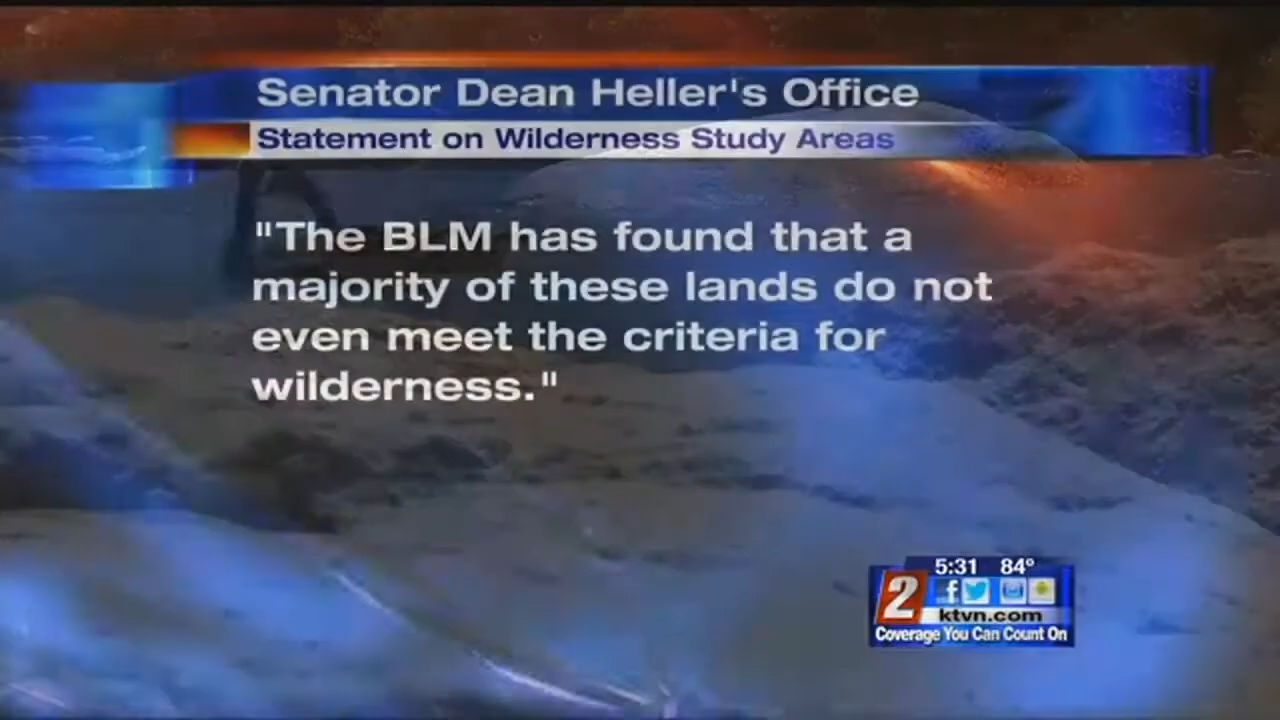 Senator Dean Heller's Office
Statement on Wilderness Study Areas
"The BLM has found that a
majority of these lands do not
even meet the criteria for
wilderness."
5:31 84°
2
f
ktvn.com
Coverage You Can Count On